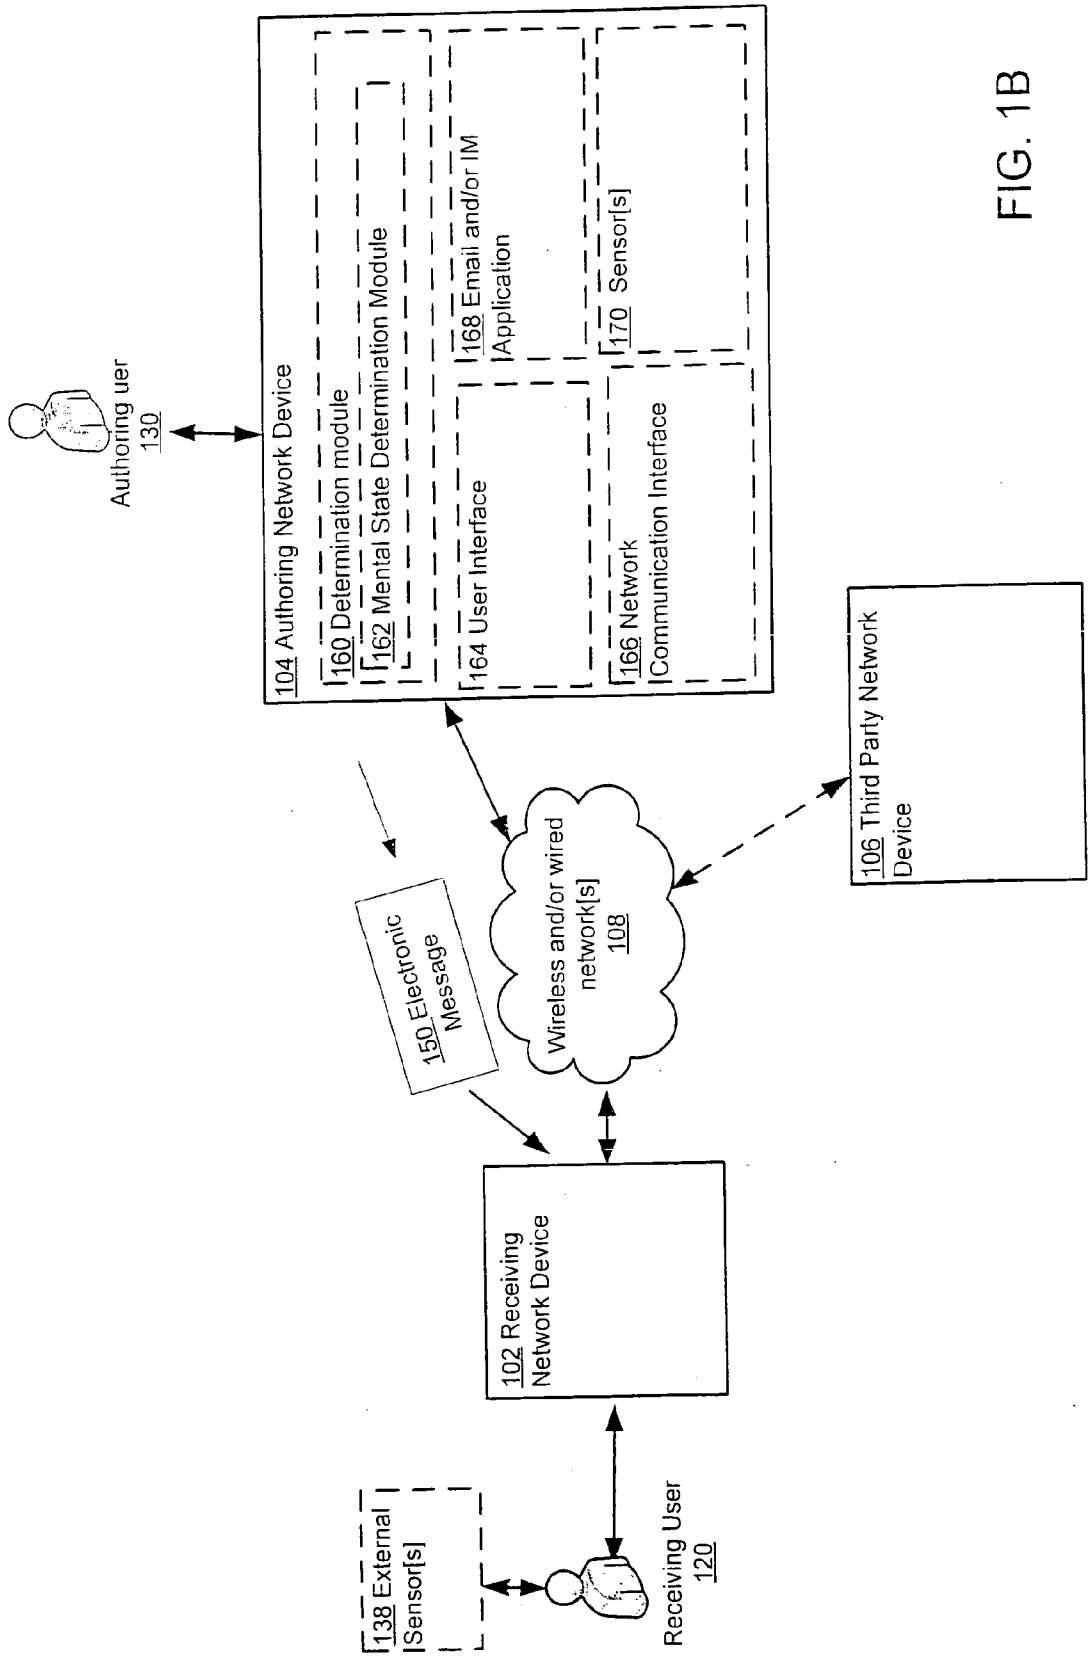 138 External
Sensor[s]
Receiving User
120
102 Receiving
Network Device
150 Electronic
Message
Wireless and/or wired
network[s]
108
106 Third Party Network
Device
Authoring uer
130
104 Authoring Network Device
160 Determination module
162 Mental State Determination Module
164 User Interface
168 Email and/or IM
Application
166 Network
Communication Interface
170 Sensor[s]
FIG. 1B